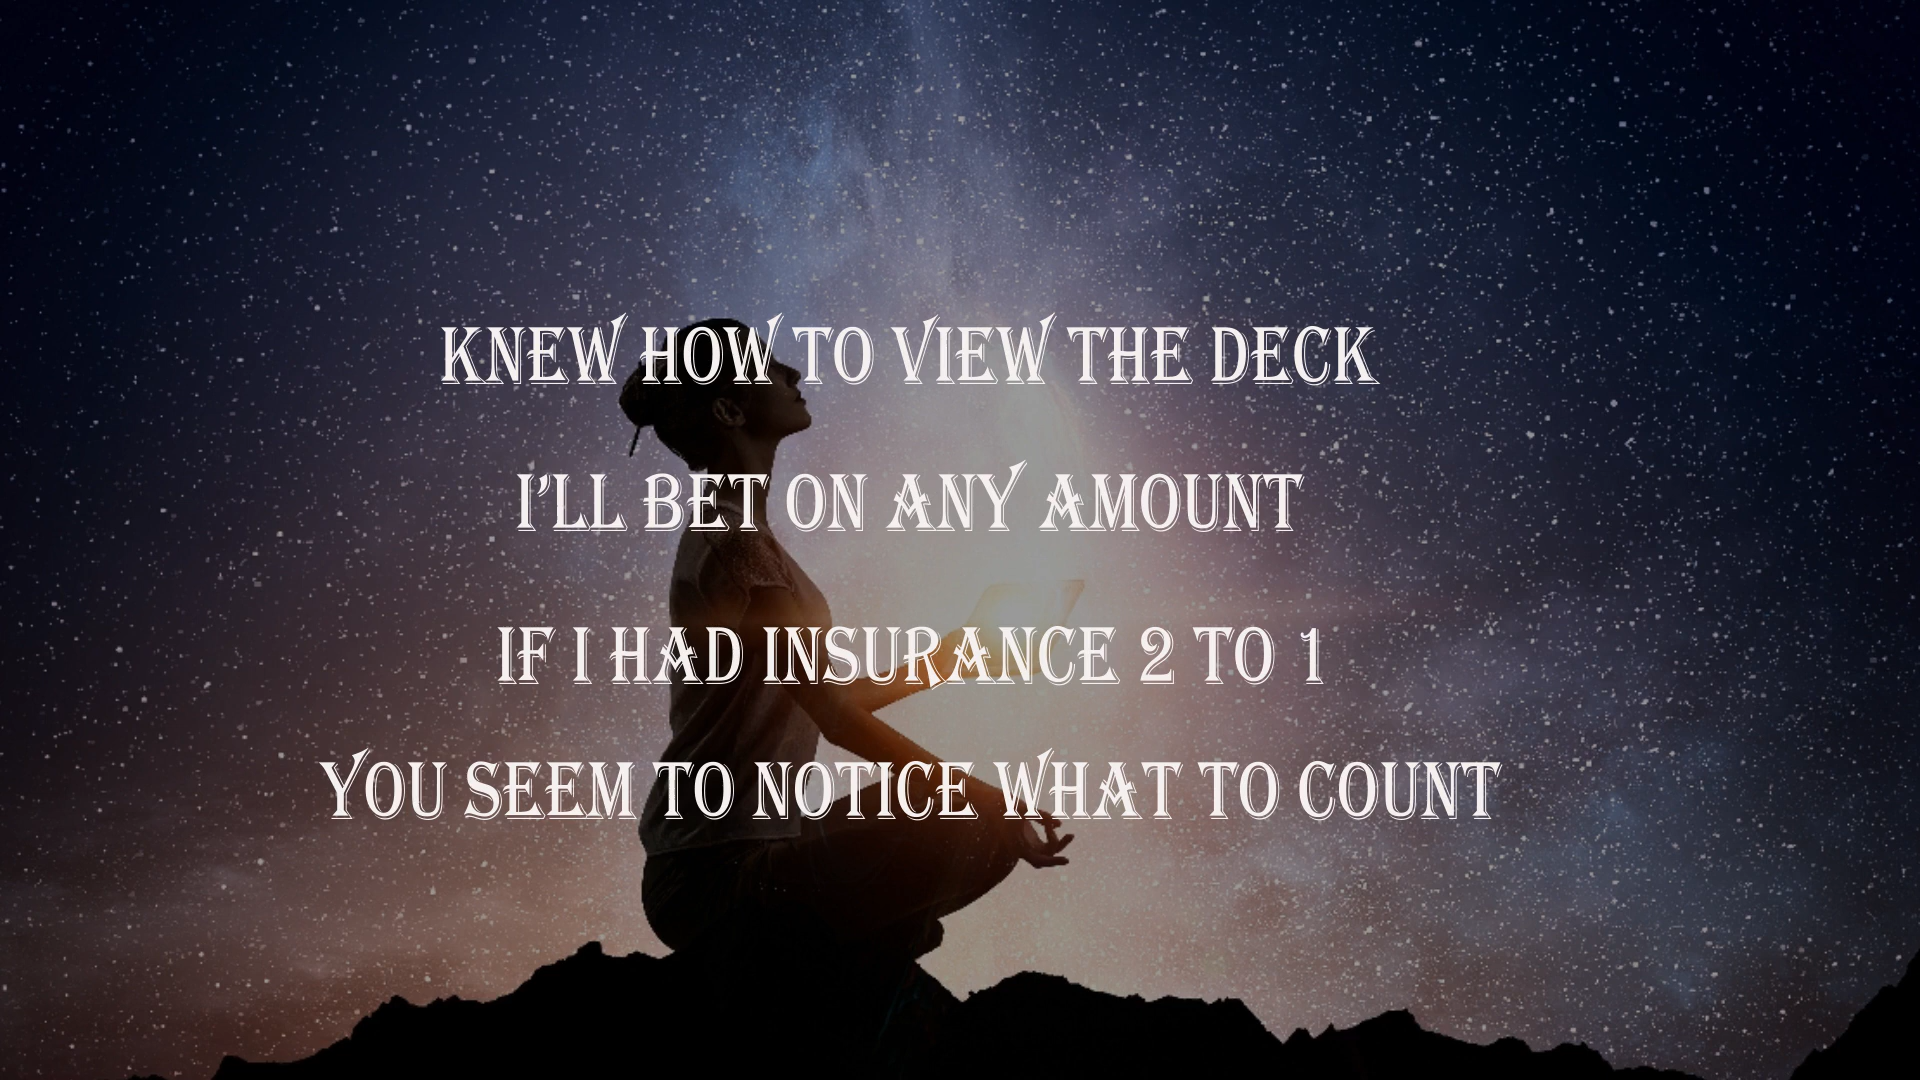 KNEW HOW TO VIEW THE DECK
I'LL BET ON ANY AMOUNT
IF I HAD INSURANCE 2 TO 1
YOU SEEM TO NOTICE WHAT TO COUNT